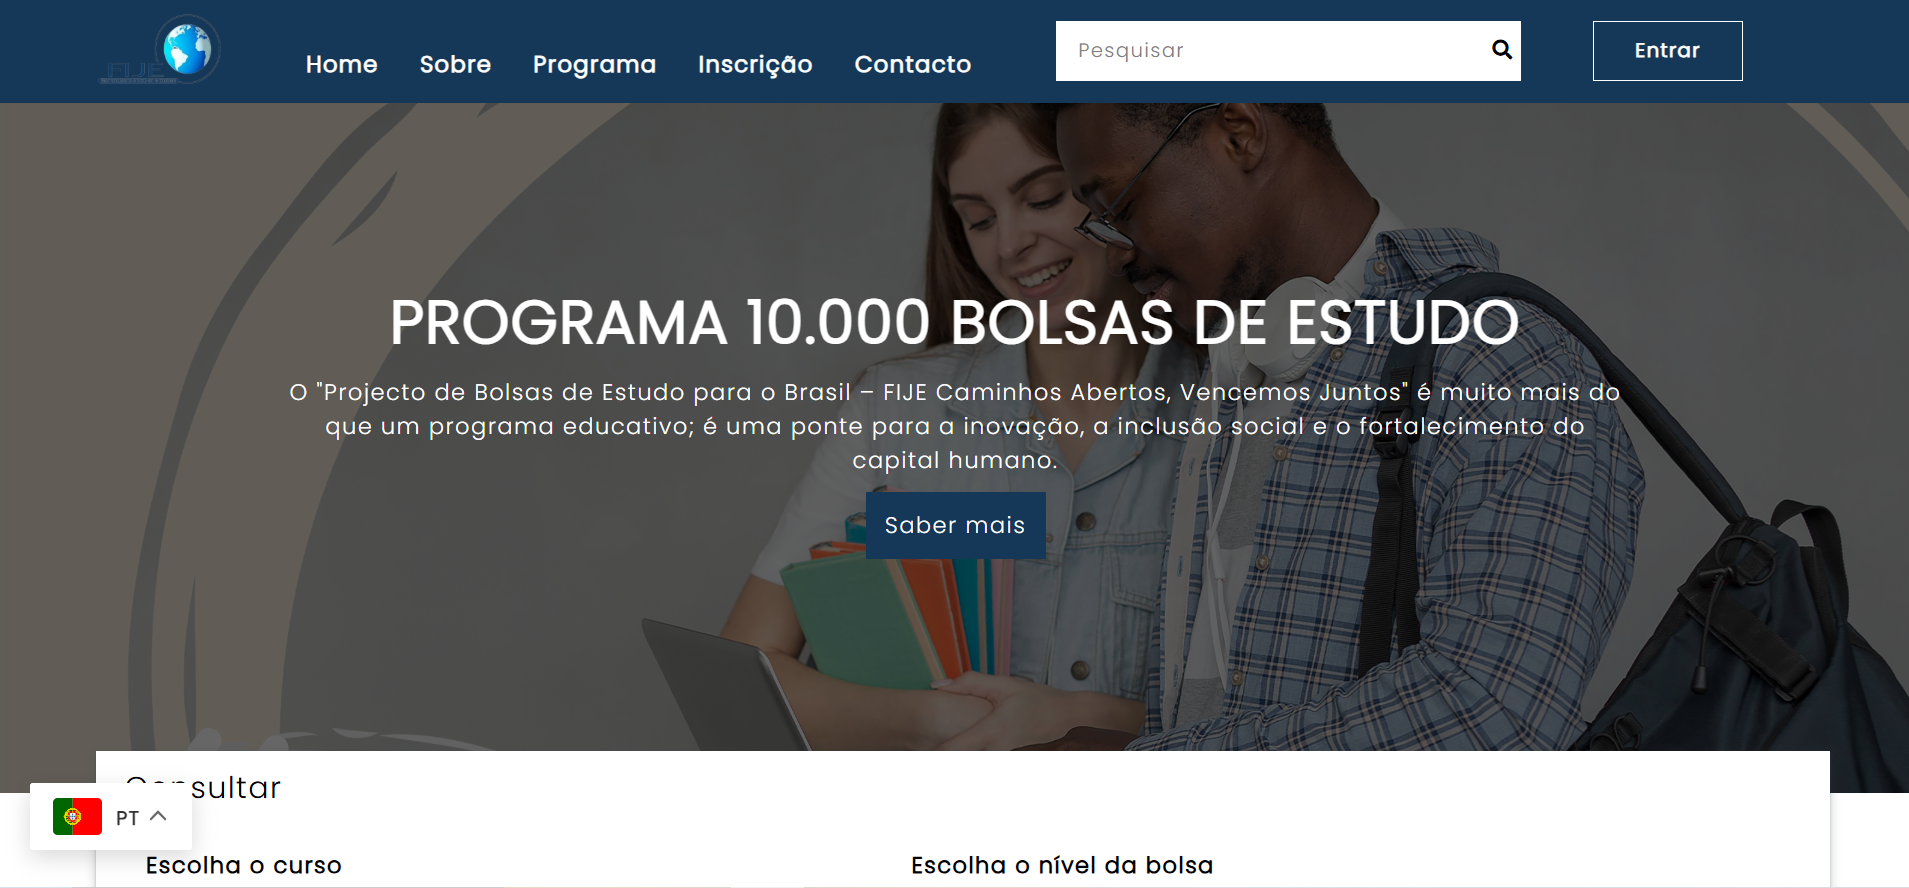 FIJE
Home
Sobre
Programa
Inscrição
Contacto
Pesquisar
Entrar
PROGRAMA 10.000 BOLSAS DE ESTUDO
O "Projecto de Bolsas de Estudo para o Brasil – FIJE Caminhos Abertos, Vencemos Juntos" é muito mais do
que um programa educativo; é uma ponte para a inovação, a inclusão social e o fortalecimento do
capital humano.
Saber mais
Consultar
PT
Escolha o curso
Escolha o nível da bolsa